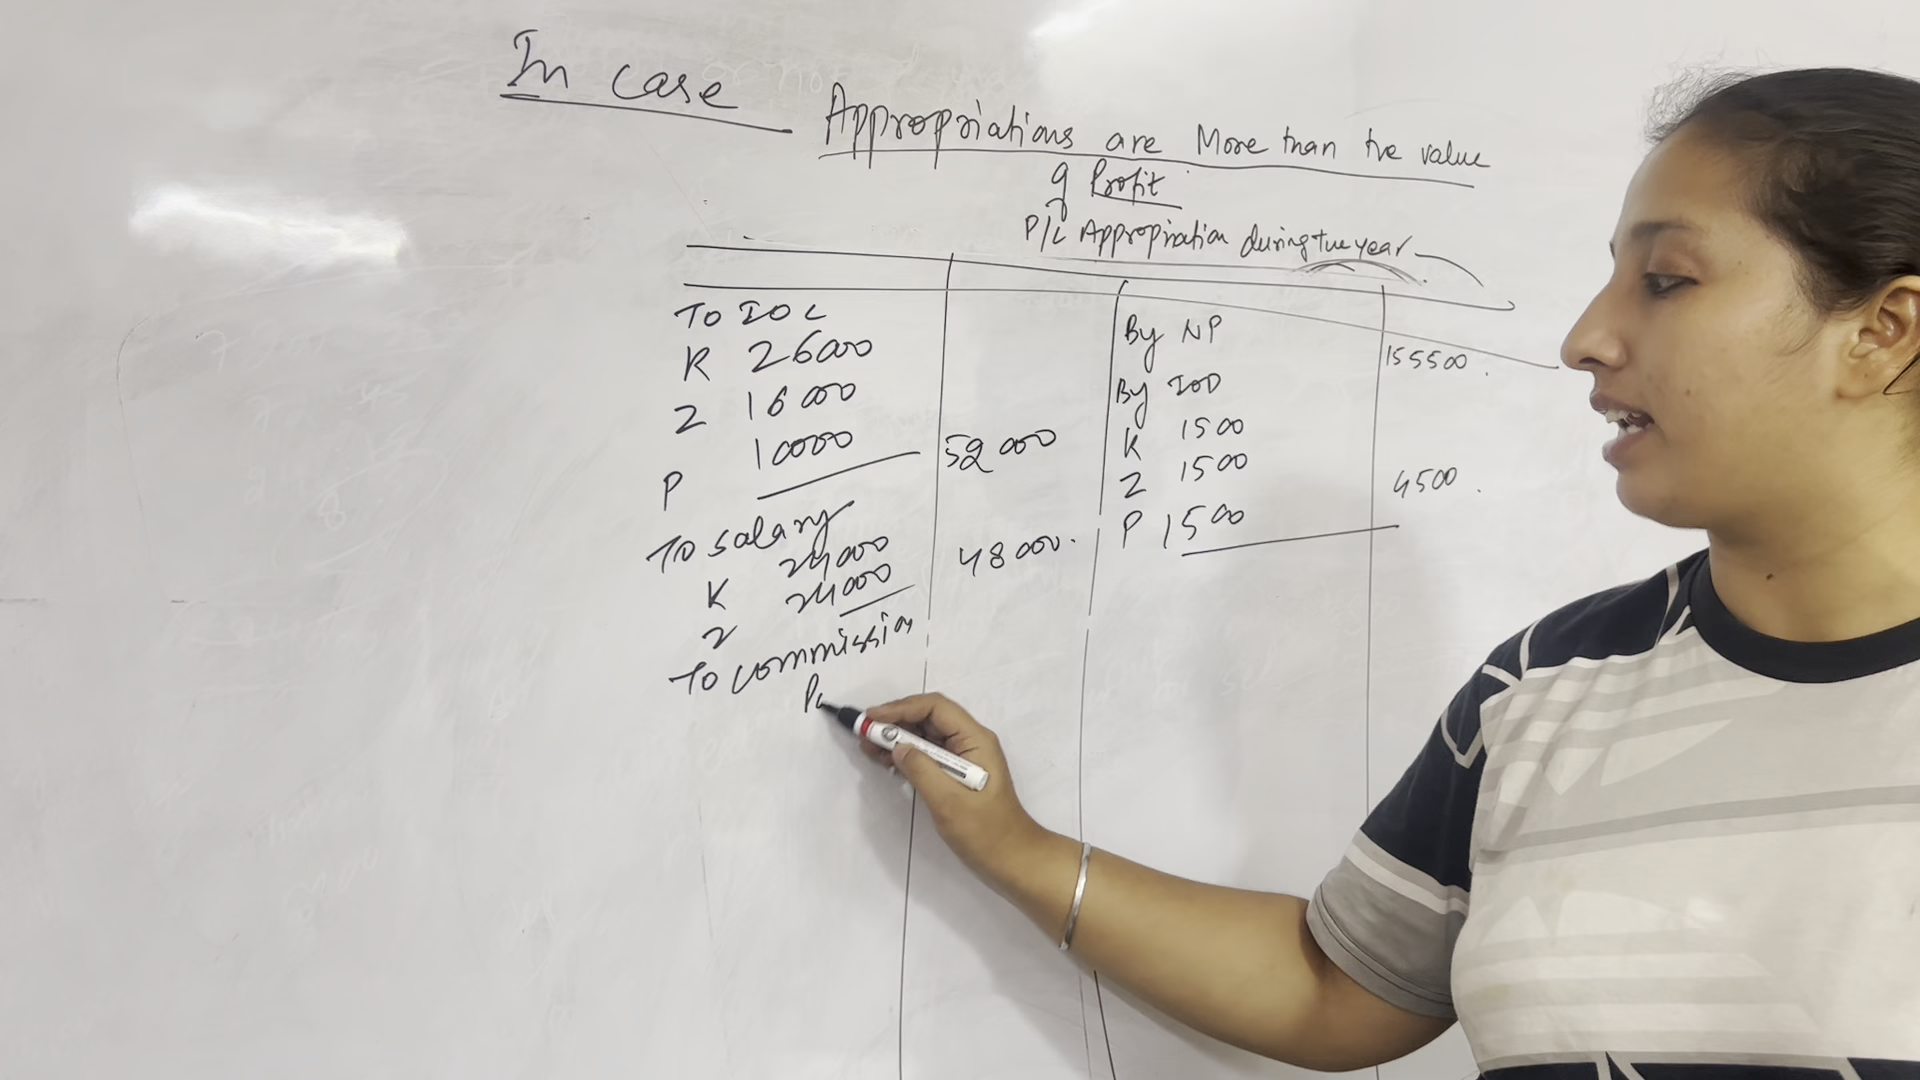 In case
Appropriations are More than the value
of Profit
P/L Appropriation during the year
To IOC
K 26000
Z 16000
P 10000 52000
To salary
K 24000
Z 24000 48000.
To commission
By NP 155500.
By IOD
K 1500
Z 1500
P 1500 4500.